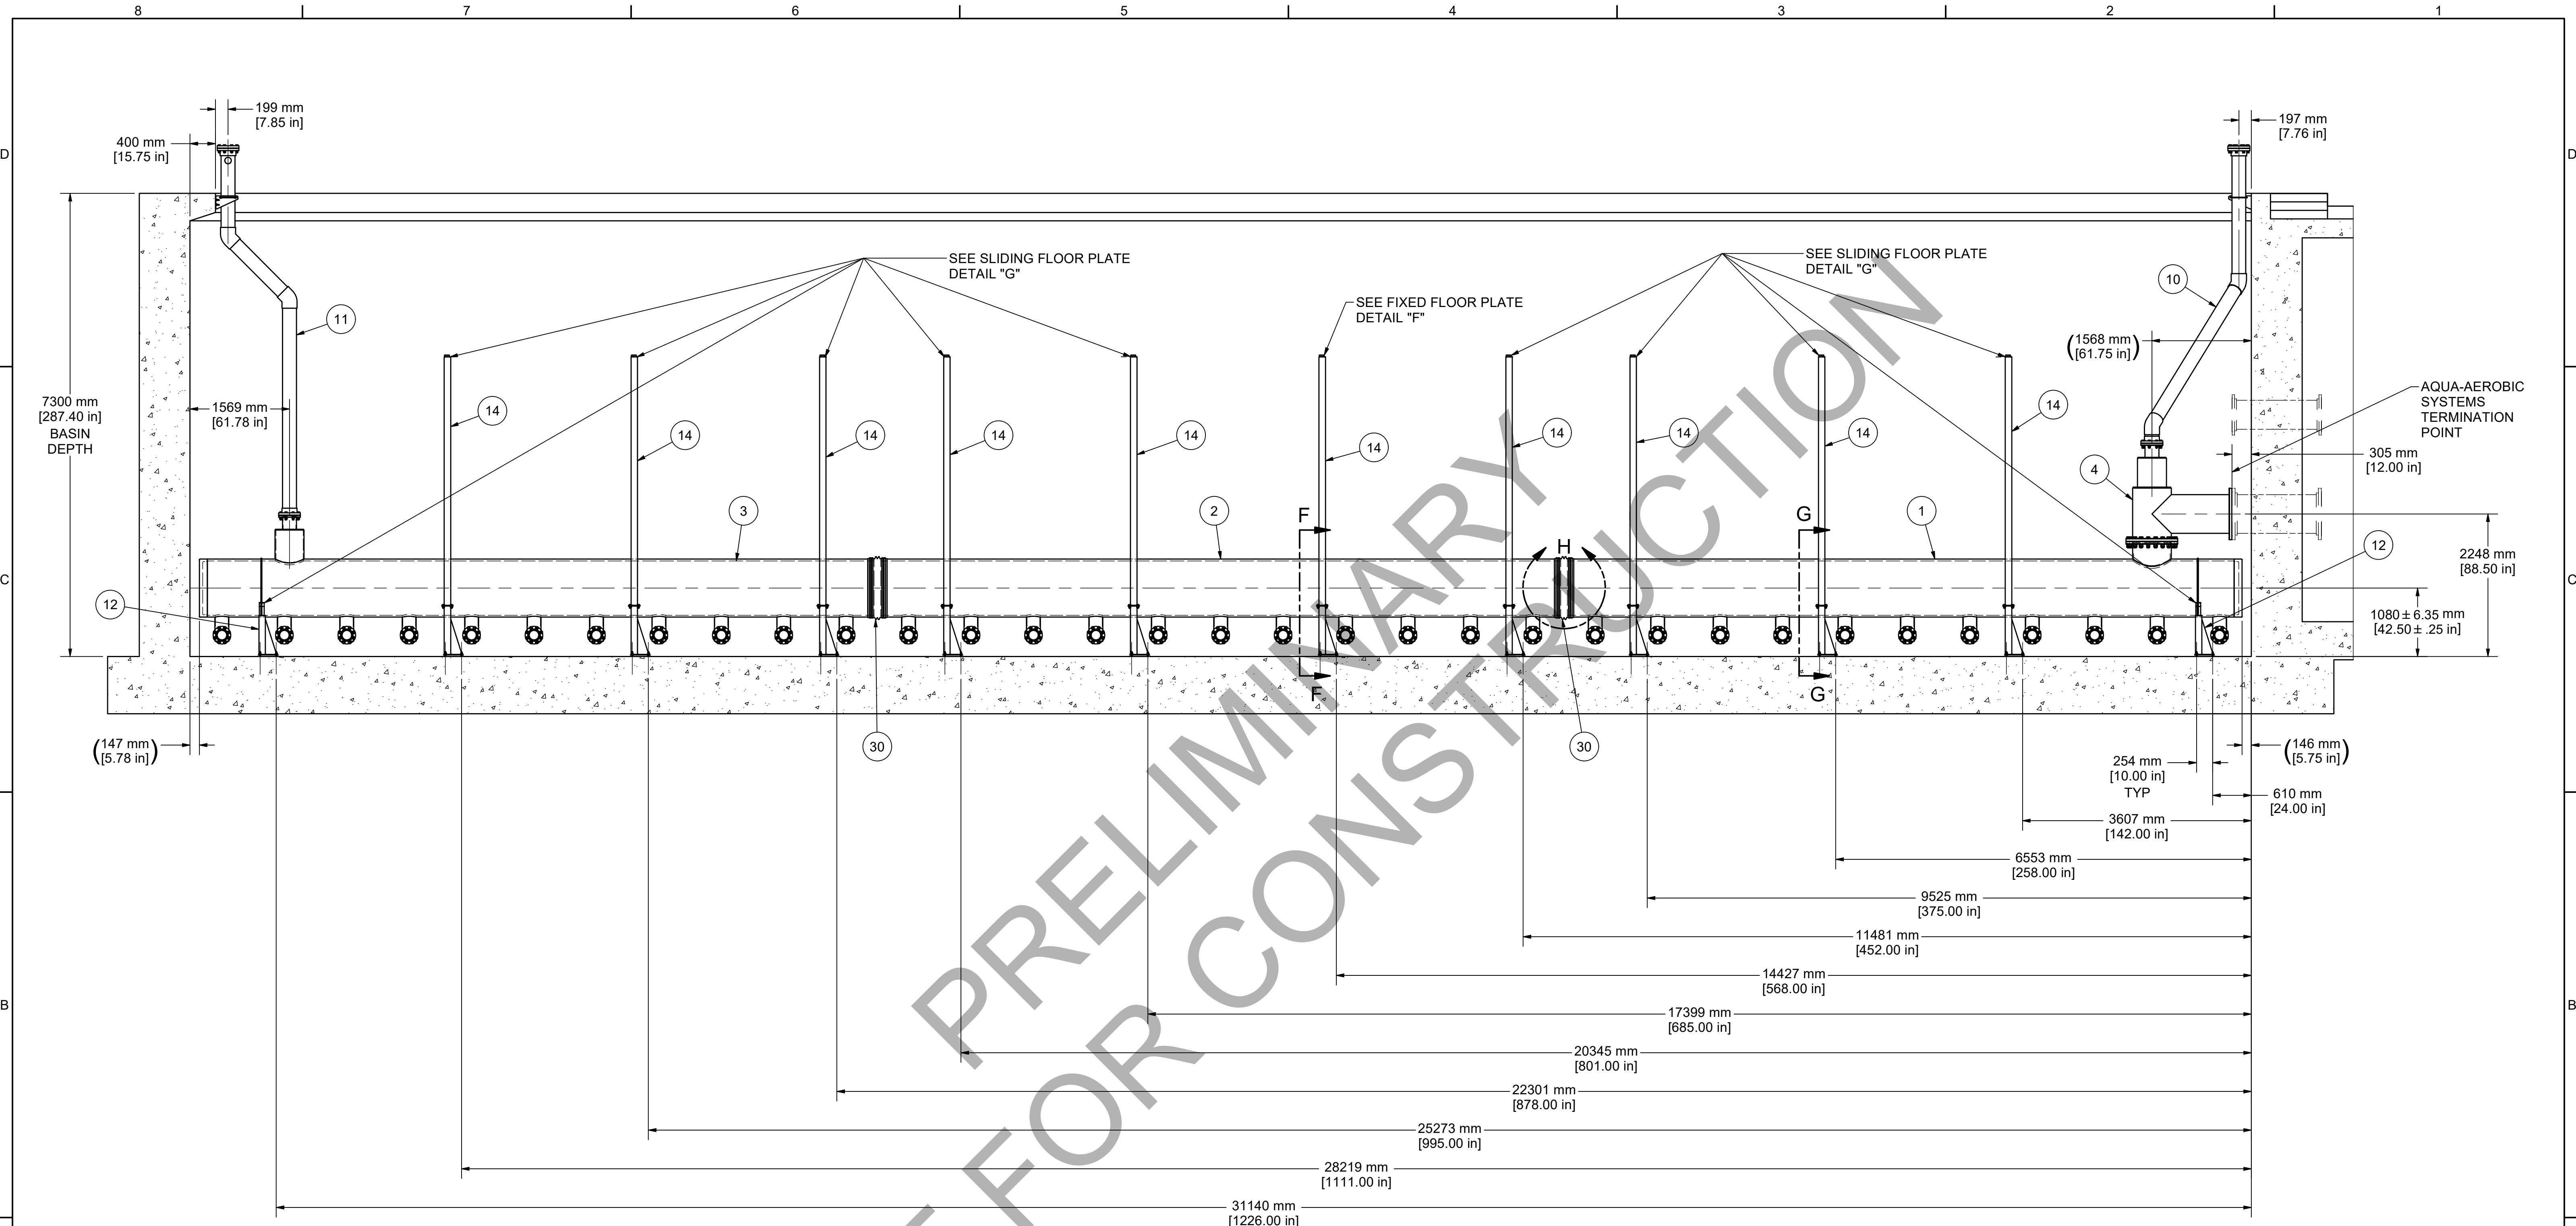 8 7 6 5 4 3 2 1
D
D
199 mm
[7.85 in]
400 mm
[15.75 in]
197 mm
[7.76 in]
SEE SLIDING FLOOR PLATE
DETAIL "G"
SEE SLIDING FLOOR PLATE
DETAIL "G"
SEE FIXED FLOOR PLATE
DETAIL "F"
11
10
(1568 mm
[61.75 in])
7300 mm
[287.40 in]
BASIN
DEPTH
1569 mm
[61.78 in]
AQUA-AEROBIC
SYSTEMS
TERMINATION
POINT
14
14
14
14
14
14
14
14
14
14
305 mm
[12.00 in]
4
3
2
1
F
G
H
12
12
C
C
2248 mm
[88.50 in]
1080 ± 6.35 mm
[42.50 ± .25 in]
F
G
30
30
(147 mm
[5.78 in])
(146 mm
[5.75 in])
254 mm
[10.00 in]
TYP
610 mm
[24.00 in]
3607 mm
[142.00 in]
6553 mm
[258.00 in]
9525 mm
[375.00 in]
11481 mm
[452.00 in]
14427 mm
[568.00 in]
B
B
17399 mm
[685.00 in]
20345 mm
[801.00 in]
22301 mm
[878.00 in]
25273 mm
[995.00 in]
28219 mm
[1111.00 in]
31140 mm
[1226.00 in]
PRELIMINARY
FOR CONSTRUCTION